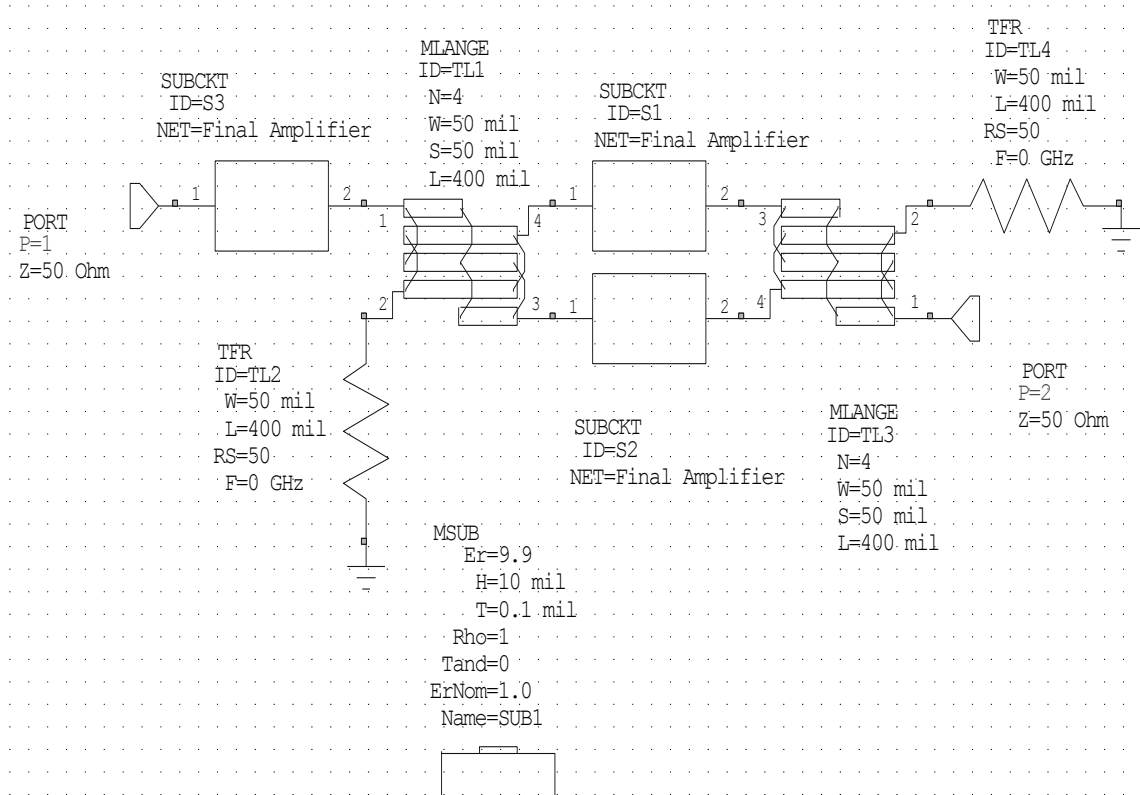 SUBCKT
ID=S3
NET=Final Amplifier
MLANGE
ID=TL1
N=4
W=50 mil
S=50 mil
L=400 mil
SUBCKT
ID=S1
NET=Final Amplifier
TFR
ID=TL4
W=50 mil
L=400 mil
RS=50
F=0 GHz
PORT
P=1
Z=50 Ohm
1
2
1
4
2
3
1
2
1
2
3
2
4
1
TFR
ID=TL2
W=50 mil
L=400 mil
RS=50
F=0 GHz
SUBCKT
ID=S2
NET=Final Amplifier
MLANGE
ID=TL3
N=4
W=50 mil
S=50 mil
L=400 mil
PORT
P=2
Z=50 Ohm
MSUB
Er=9.9
H=10 mil
T=0.1 mil
Rho=1
Tand=0
ErNom=1.0
Name=SUB1